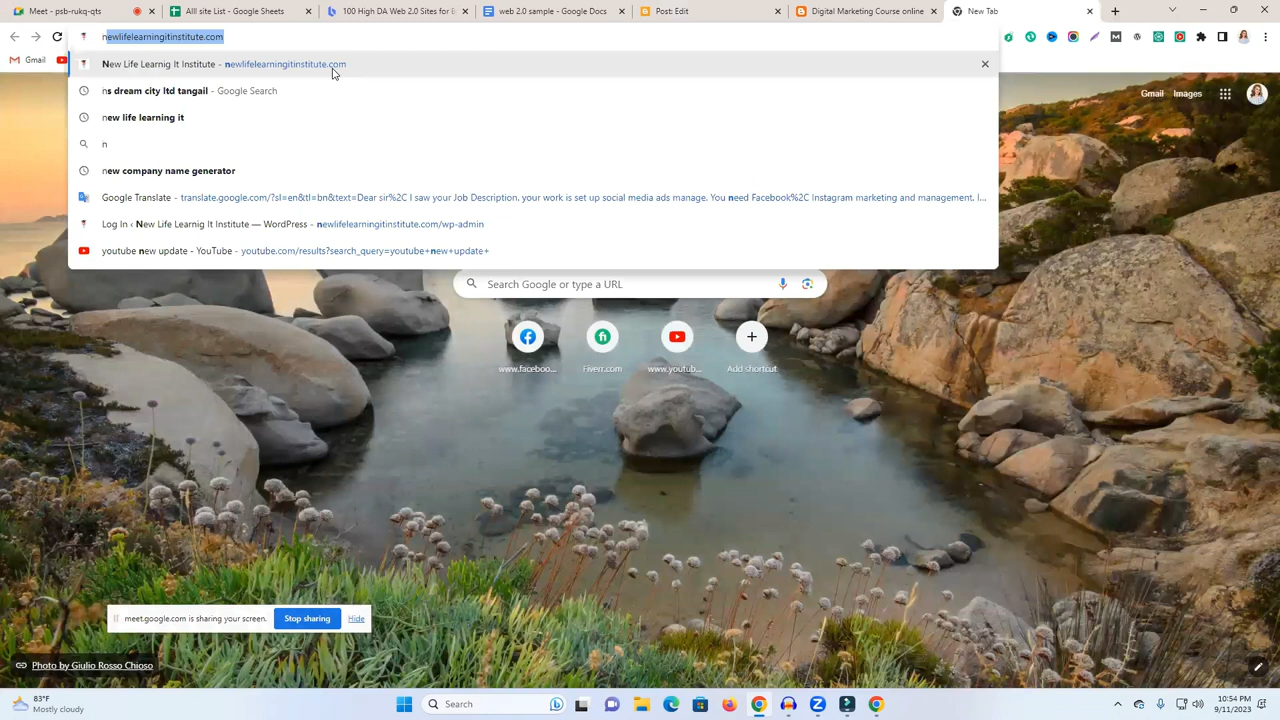 Meet - psb-rukq-qts
All site list - Google Sheets
100 High DA Web 2.0 Sites for B
web 2.0 sample - Google Docs
Post: Edit
Digital Marketing Course online
New Tab
newlifelearningitinstitute.com
Gmail
New Life Learnig It Institute - newlifelearningitinstitute.com
ns dream city ltd tangail - Google Search
new life learning it
n
new company name generator
Google Translate - translate.google.com/?sl=en&tl=bn&text=Dear sir%2C I saw your Job Description, your work is set up social media ads manage. You need Facebook%2C Instagram marketing and management. I...
Log In ‹ New Life Learnig It Institute — WordPress - newlifelearningitinstitute.com/wp-admin
youtube new update - YouTube - youtube.com/results?search_query=youtube+new+update+
Gmail Images
Search Google or type a URL
www.faceboo... Fiverr.com www.youtub... Add shortcut
meet.google.com is sharing your screen. Stop sharing Hide
Photo by Giulio Rosso Chioso
83°F
Mostly cloudy
Search
10:54 PM
9/11/2023